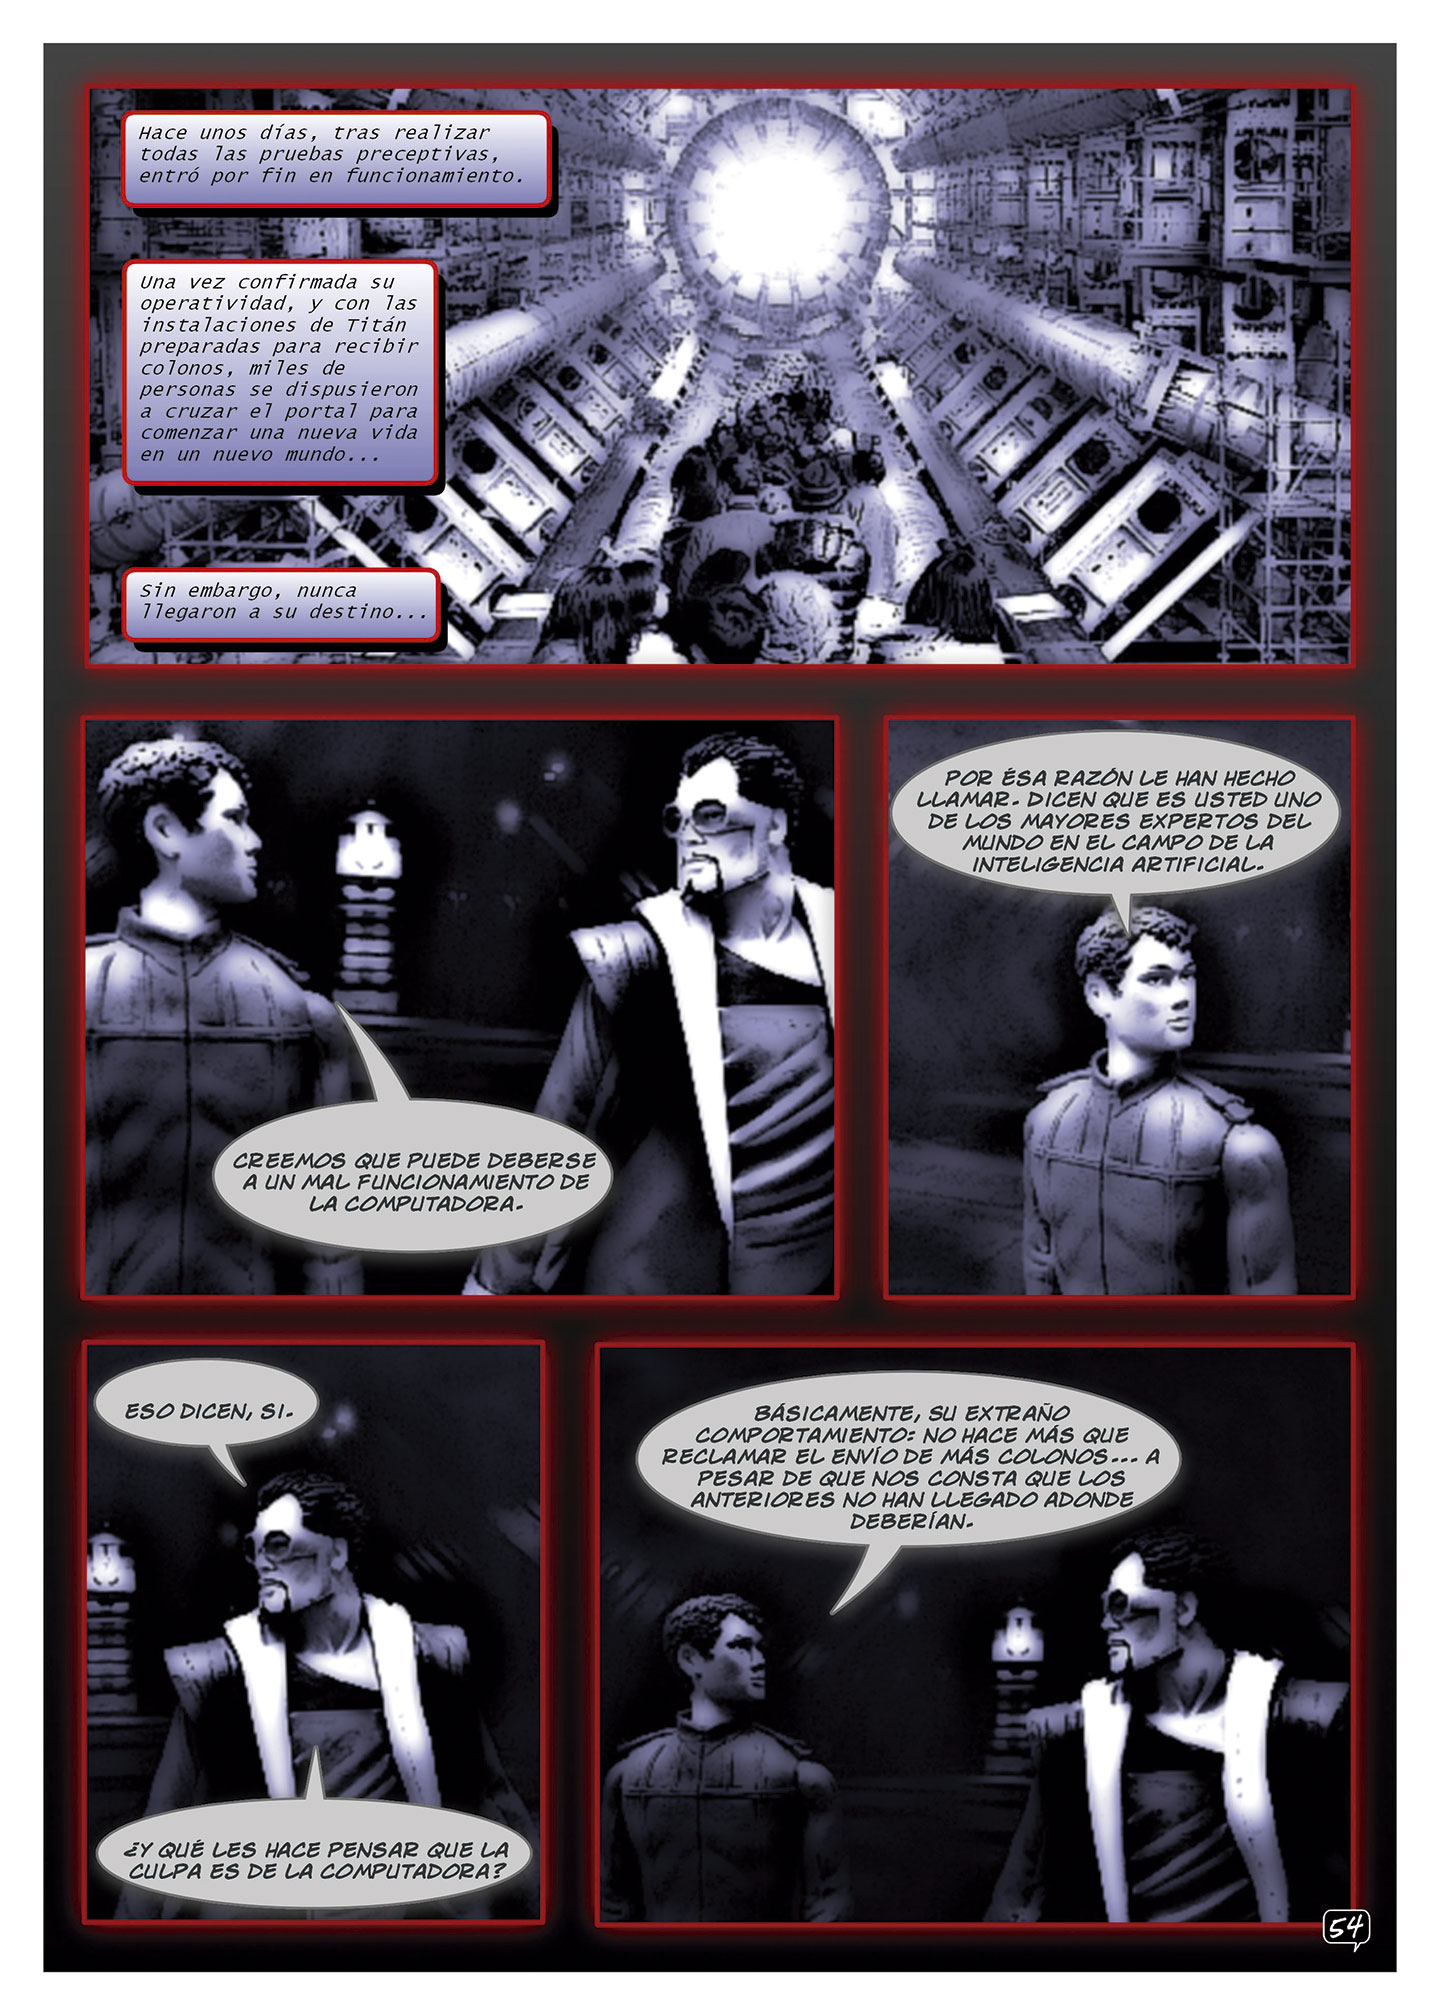 Hace unos días, tras realizar
todas las pruebas preceptivas,
entró por fin en funcionamiento.
Una vez confirmada su
operatividad, y con las
instalaciones de Titán
preparadas para recibir
colonos, miles de
personas se dispusieron
a cruzar el portal para
comenzar una nueva vida
en un nuevo mundo...
Sin embargo, nunca
llegaron a su destino...
CREEMOS QUE PUEDE DEBERSE
A UN MAL FUNCIONAMIENTO DE
LA COMPUTADORA.
POR ÉSA RAZÓN LE HAN HECHO
LLAMAR. DICEN QUE ES USTED UNO
DE LOS MAYORES EXPERTOS DEL
MUNDO EN EL CAMPO DE LA
INTELIGENCIA ARTIFICIAL.
ESO DICEN, SI.
¿Y QUÉ LES HACE PENSAR QUE LA
CULPA ES DE LA COMPUTADORA?
BÁSICAMENTE, SU EXTRAÑO
COMPORTAMIENTO: NO HACE MÁS QUE
RECLAMAR EL ENVÍO DE MÁS COLONOS... A
PESAR DE QUE NOS CONSTA QUE LOS
ANTERIORES NO HAN LLEGADO ADONDE
DEBERÍAN.
54